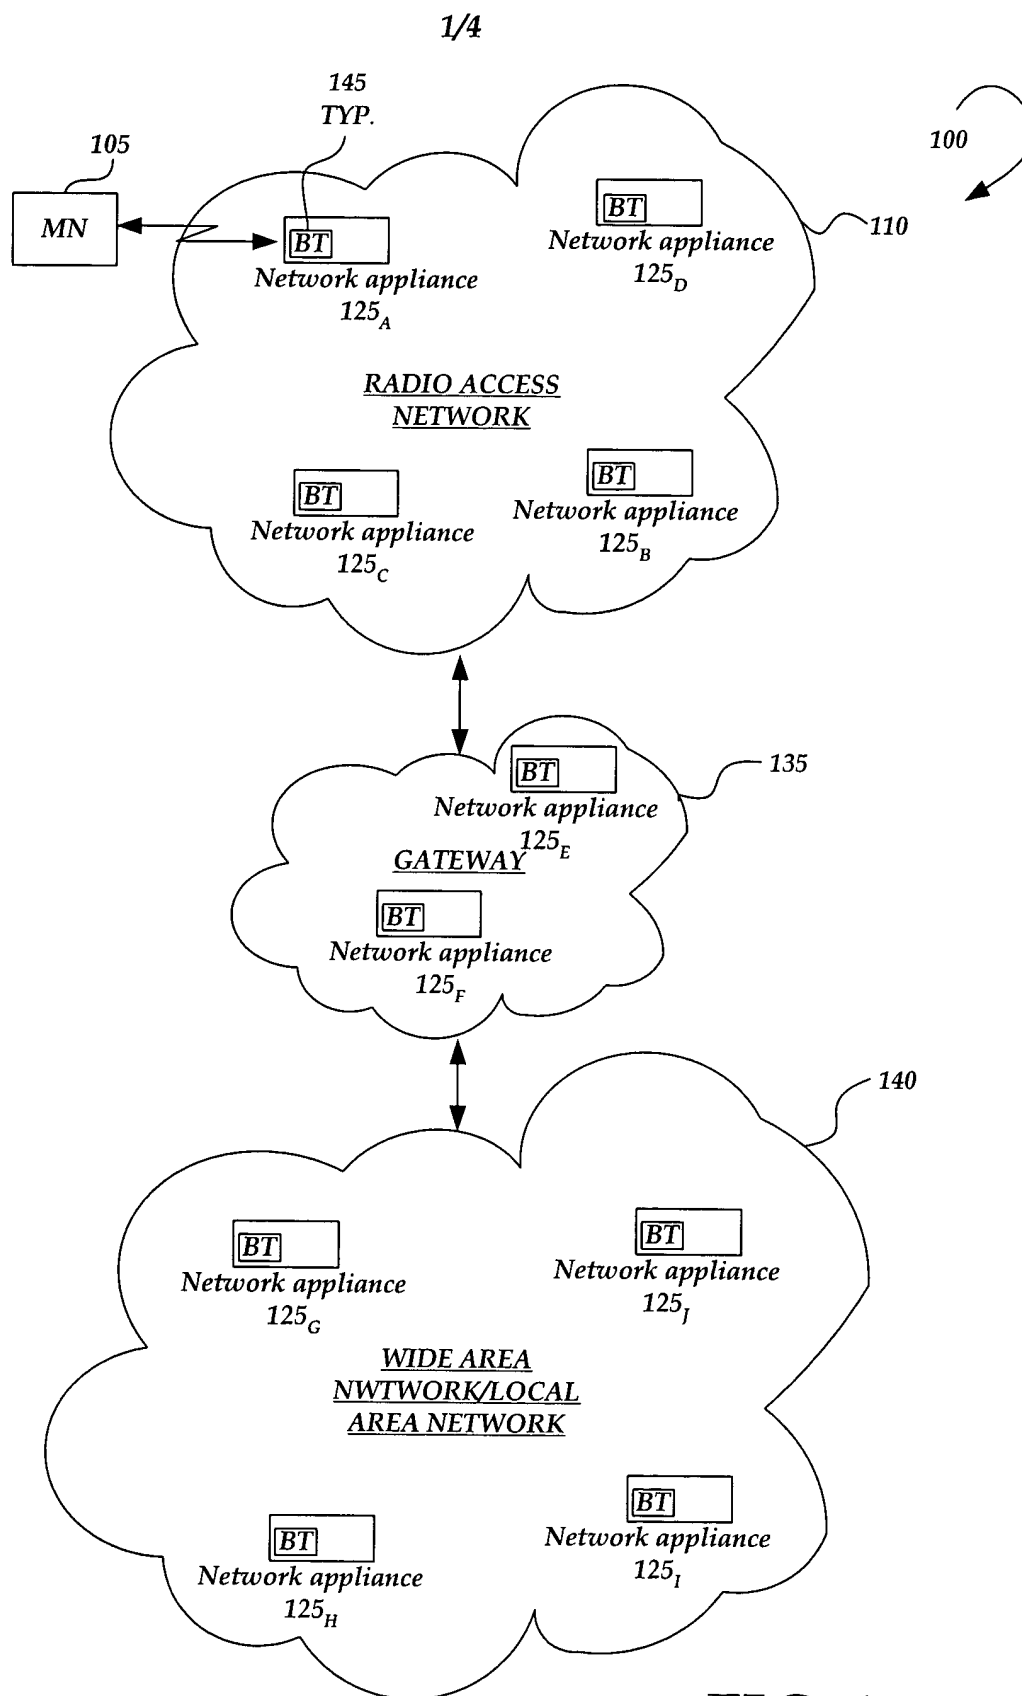 1/4
145
TYP.
105
100
MN
BT
Network appliance
125A
BT
Network appliance
125D
110
RADIO ACCESS
NETWORK
BT
Network appliance
125C
BT
Network appliance
125B
135
BT
Network appliance
125E
GATEWAY
BT
Network appliance
125F
140
BT
Network appliance
125G
BT
Network appliance
125J
WIDE AREA
NWTWORK/LOCAL
AREA NETWORK
BT
Network appliance
125H
BT
Network appliance
125I